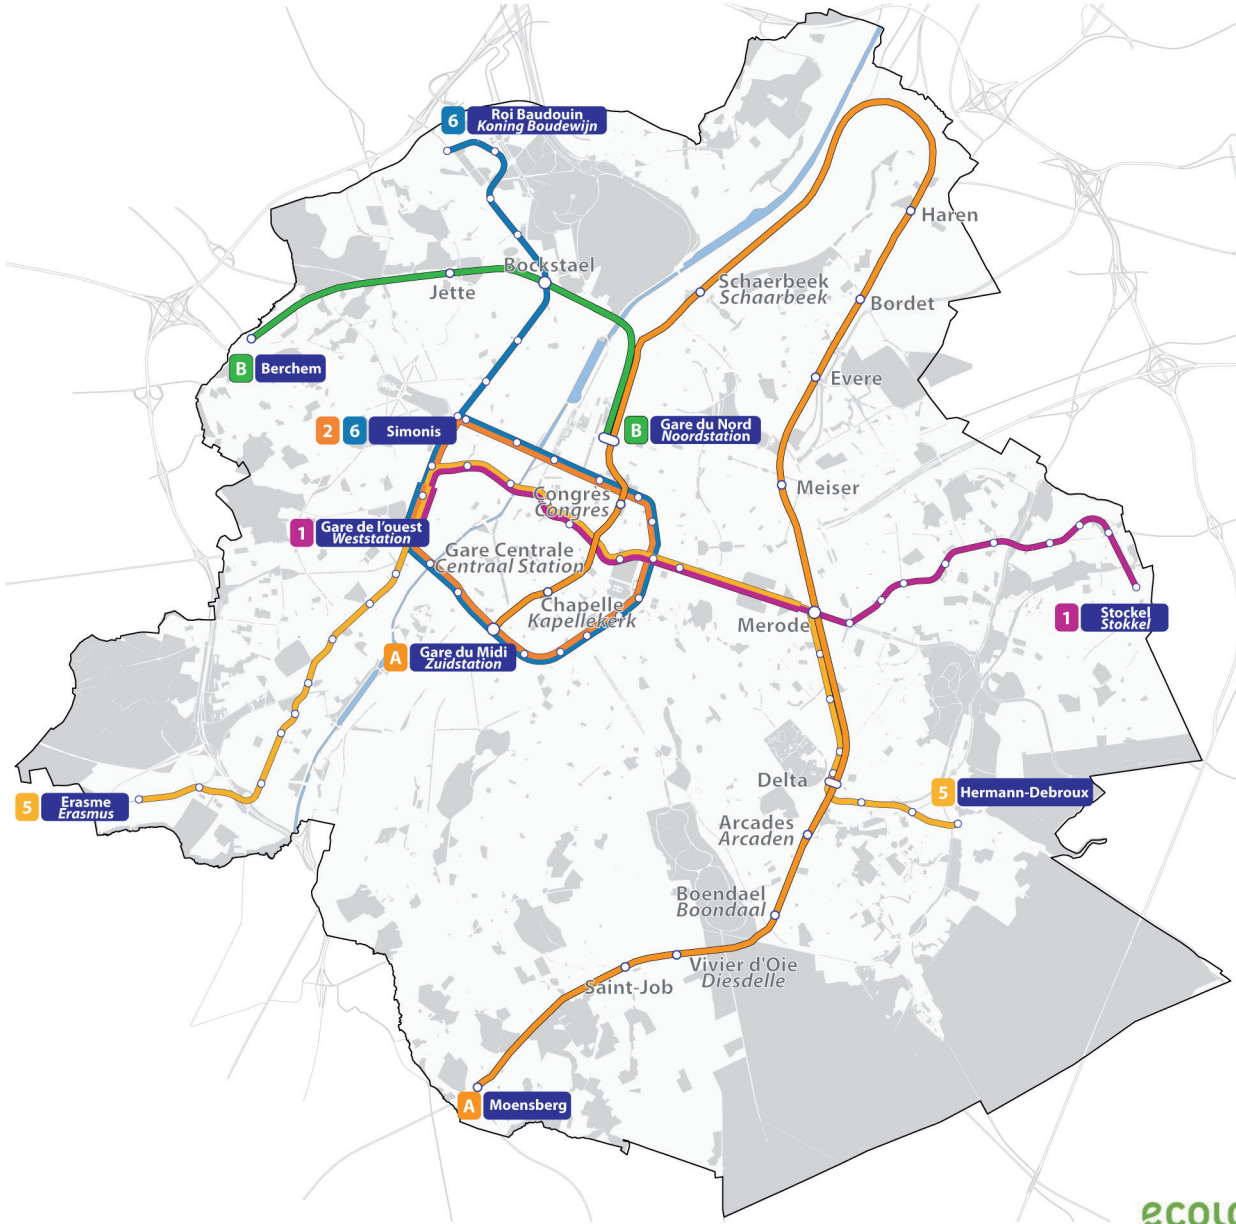 6
Roi Baudouin
Koning Boudewijn
Haren
Bockstael
Schaerbeek
Schaarbeek
Jette
Bordet
B
Berchem
Evere
2
6
Simonis
B
Gare du Nord
Noordstation
Meiser
Congrès
Congres
1
Gare de l'ouest
Weststation
Gare Centrale
Centraal Station
Chapelle
Kapellekerk
Merode
1
Stockel
Stokkel
A
Gare du Midi
Zuidstation
Delta
5
Hermann-Debroux
5
Erasme
Erasmus
Arcades
Arcaden
Boendael
Boondaal
Vivier d'Oie
Diesdelle
Saint-Job
A
Moensberg